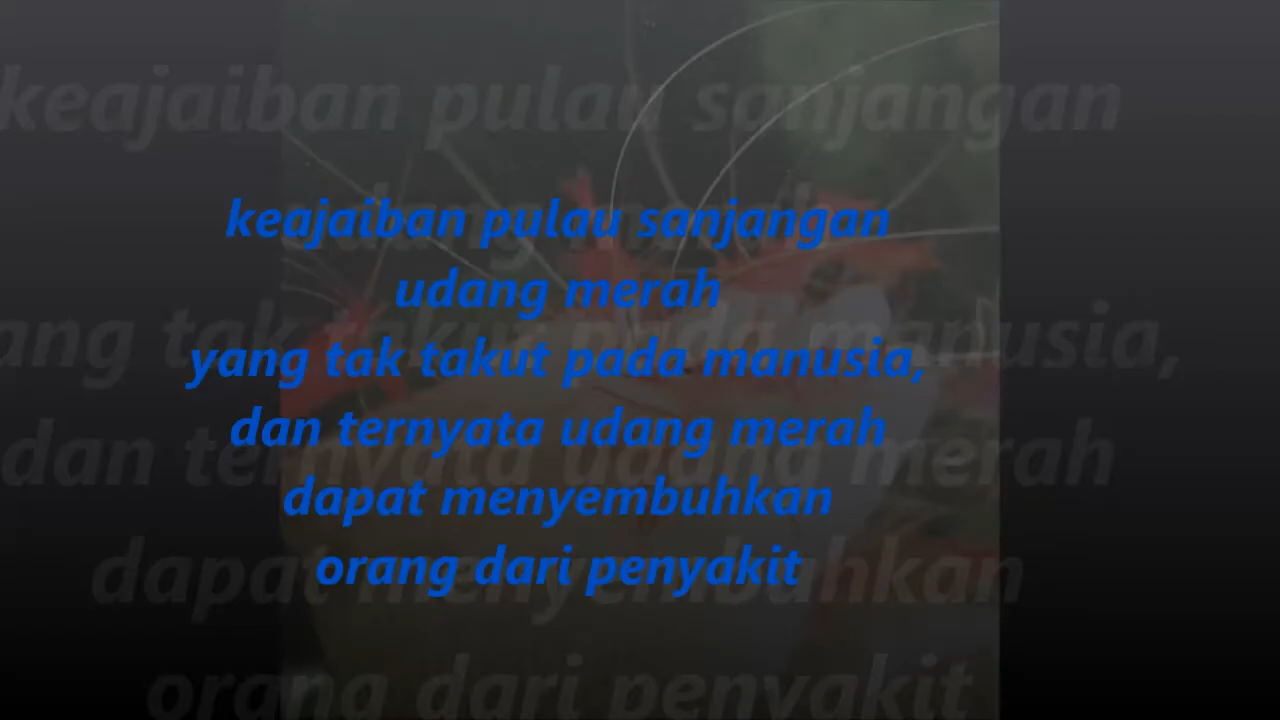 keajaiban pulau sanjangan
udang merah
yang tak takut pada manusia,
dan ternyata udang merah
dapat menyembuhkan
orang dari penyakit